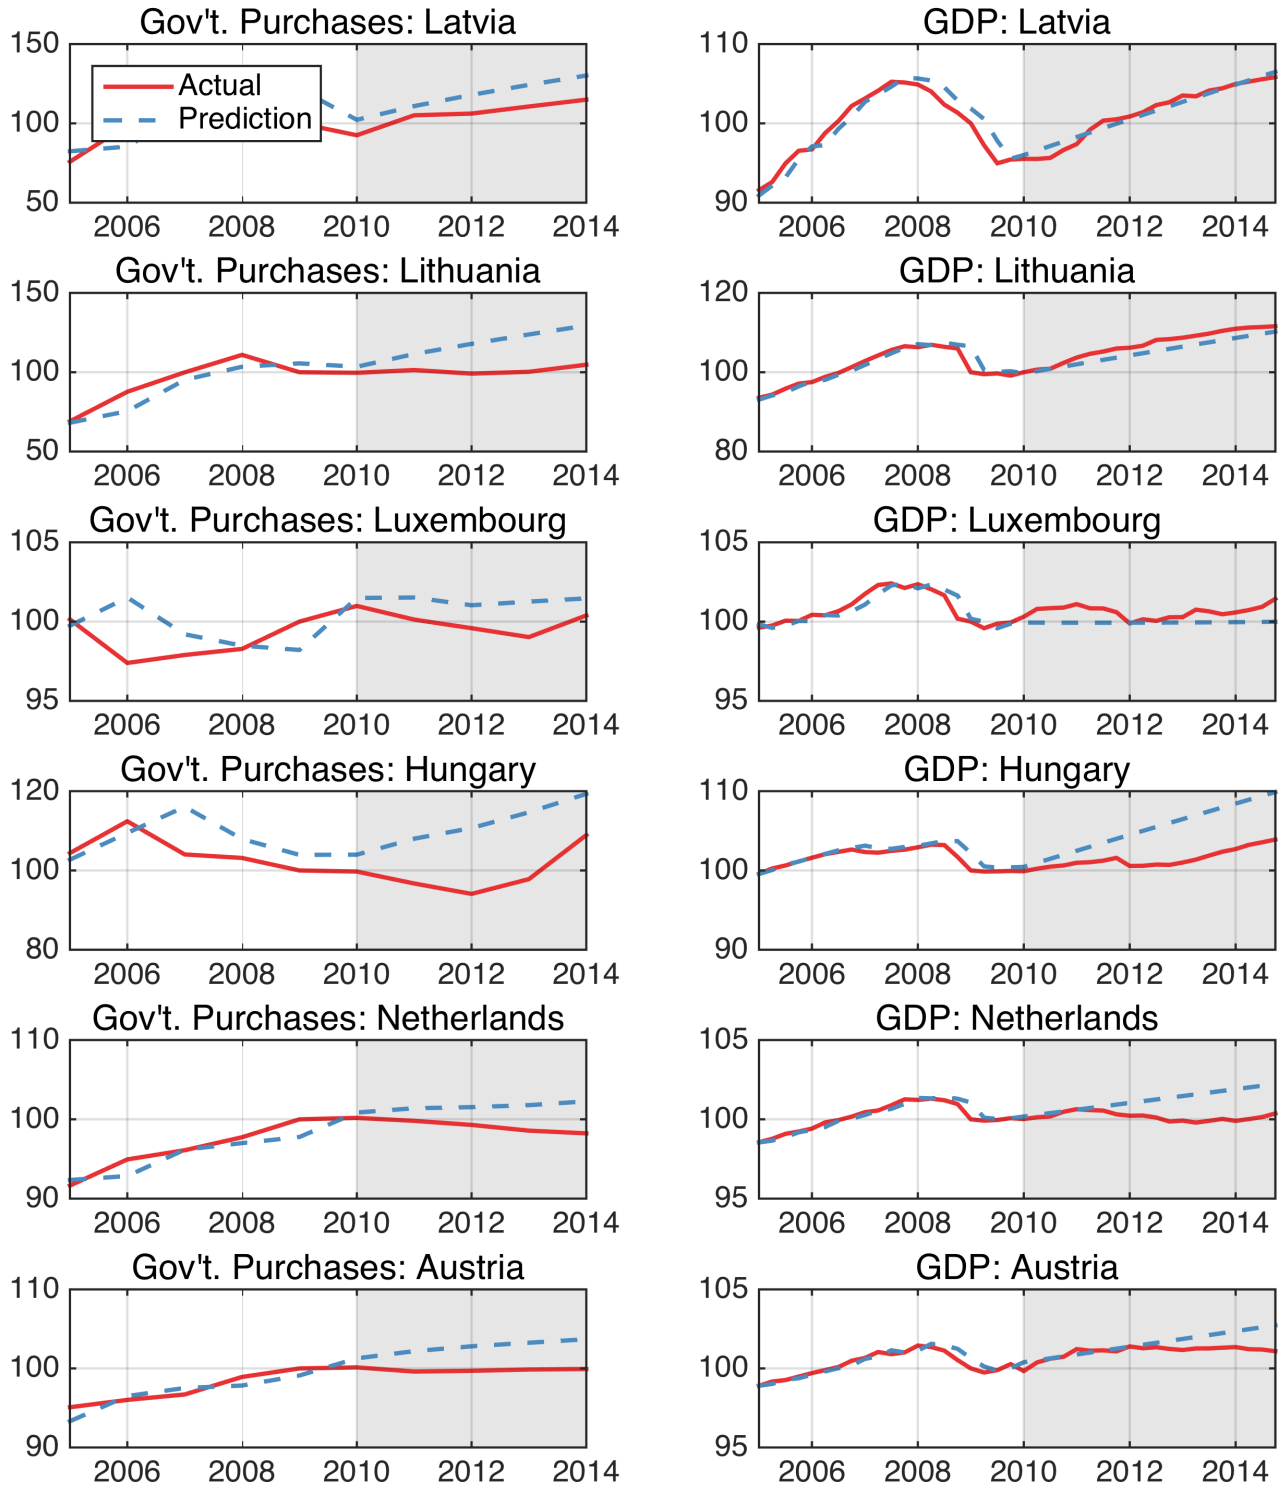 Gov't. Purchases: Latvia
150
100
50
Actual
Prediction
2006 2008 2010 2012 2014
GDP: Latvia
110
100
90
2006 2008 2010 2012 2014
Gov't. Purchases: Lithuania
150
100
50
2006 2008 2010 2012 2014
GDP: Lithuania
120
100
80
2006 2008 2010 2012 2014
Gov't. Purchases: Luxembourg
105
100
95
2006 2008 2010 2012 2014
GDP: Luxembourg
105
100
95
2006 2008 2010 2012 2014
Gov't. Purchases: Hungary
120
100
80
2006 2008 2010 2012 2014
GDP: Hungary
110
100
90
2006 2008 2010 2012 2014
Gov't. Purchases: Netherlands
110
100
90
2006 2008 2010 2012 2014
GDP: Netherlands
105
100
95
2006 2008 2010 2012 2014
Gov't. Purchases: Austria
110
100
90
2006 2008 2010 2012 2014
GDP: Austria
105
100
95
2006 2008 2010 2012 2014